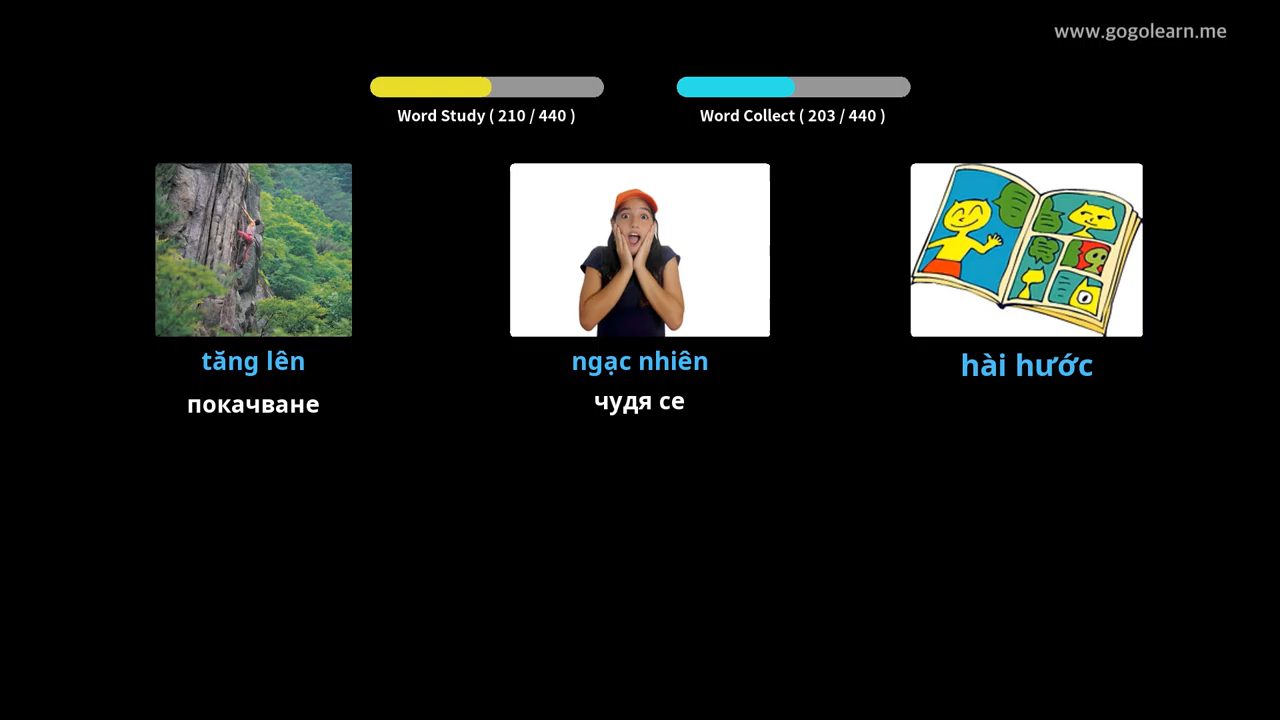 www.gogolearn.me
Word Study ( 210 / 440 )
Word Collect ( 203 / 440 )
tăng lên
ngạc nhiên
hài hước
покачване
чудя се